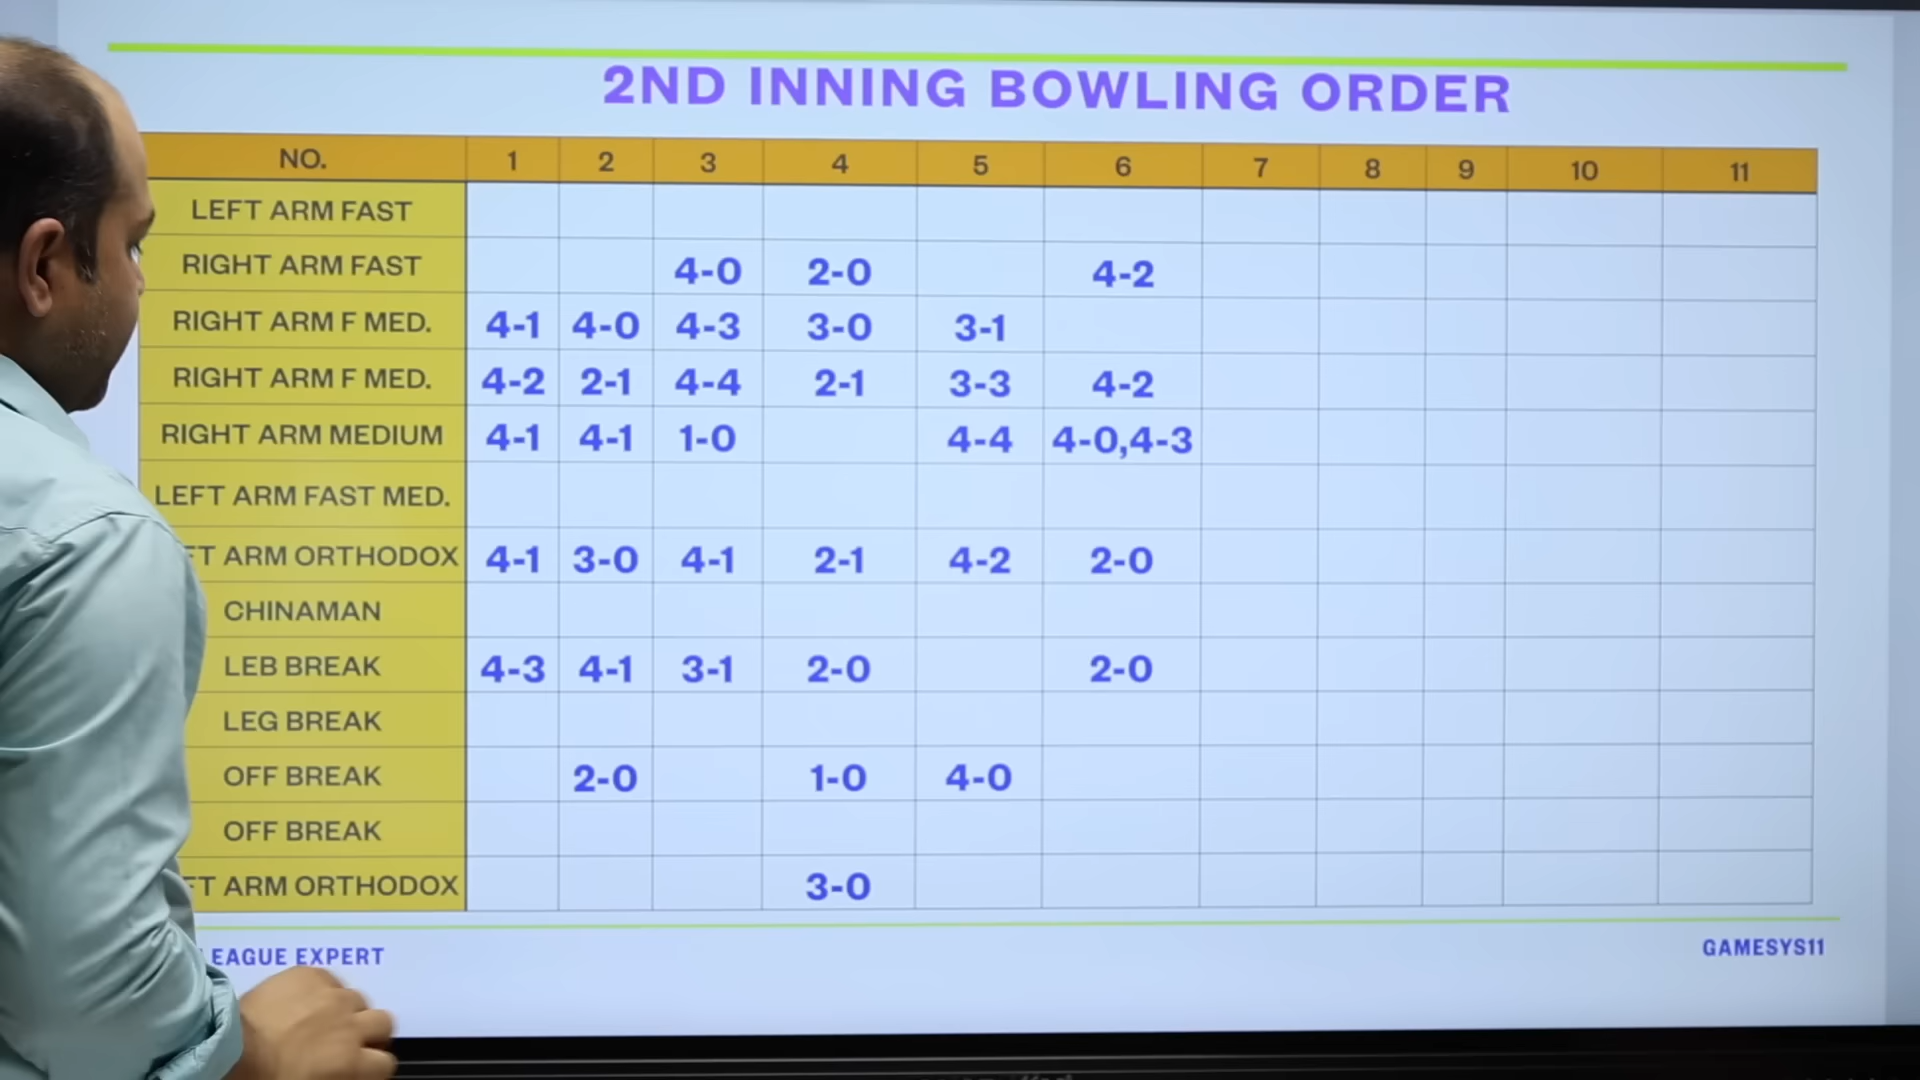 2ND INNING BOWLING ORDER
NO. 1 2 3 4 5 6 7 8 9 10 11
LEFT ARM FAST
RIGHT ARM FAST 4-0 2-0 4-2
RIGHT ARM F MED. 4-1 4-0 4-3 3-0 3-1
RIGHT ARM F MED. 4-2 2-1 4-4 2-1 3-3 4-2
RIGHT ARM MEDIUM 4-1 4-1 1-0 4-4 4-0,4-3
LEFT ARM FAST MED.
FT ARM ORTHODOX 4-1 3-0 4-1 2-1 4-2 2-0
CHINAMAN
LEB BREAK 4-3 4-1 3-1 2-0 2-0
LEG BREAK
OFF BREAK 2-0 1-0 4-0
OFF BREAK
FT ARM ORTHODOX 3-0
LEAGUE EXPERT
GAMESYS11